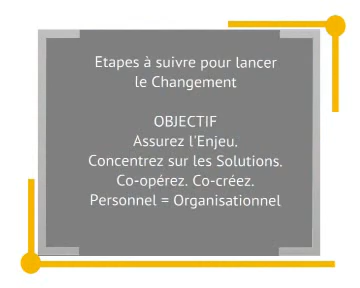 Etapes à suivre pour lancer
le Changement
OBJECTIF
Assurez l'Enjeu.
Concentrez sur les Solutions.
Co-opérez. Co-créez.
Personnel = Organisationnel